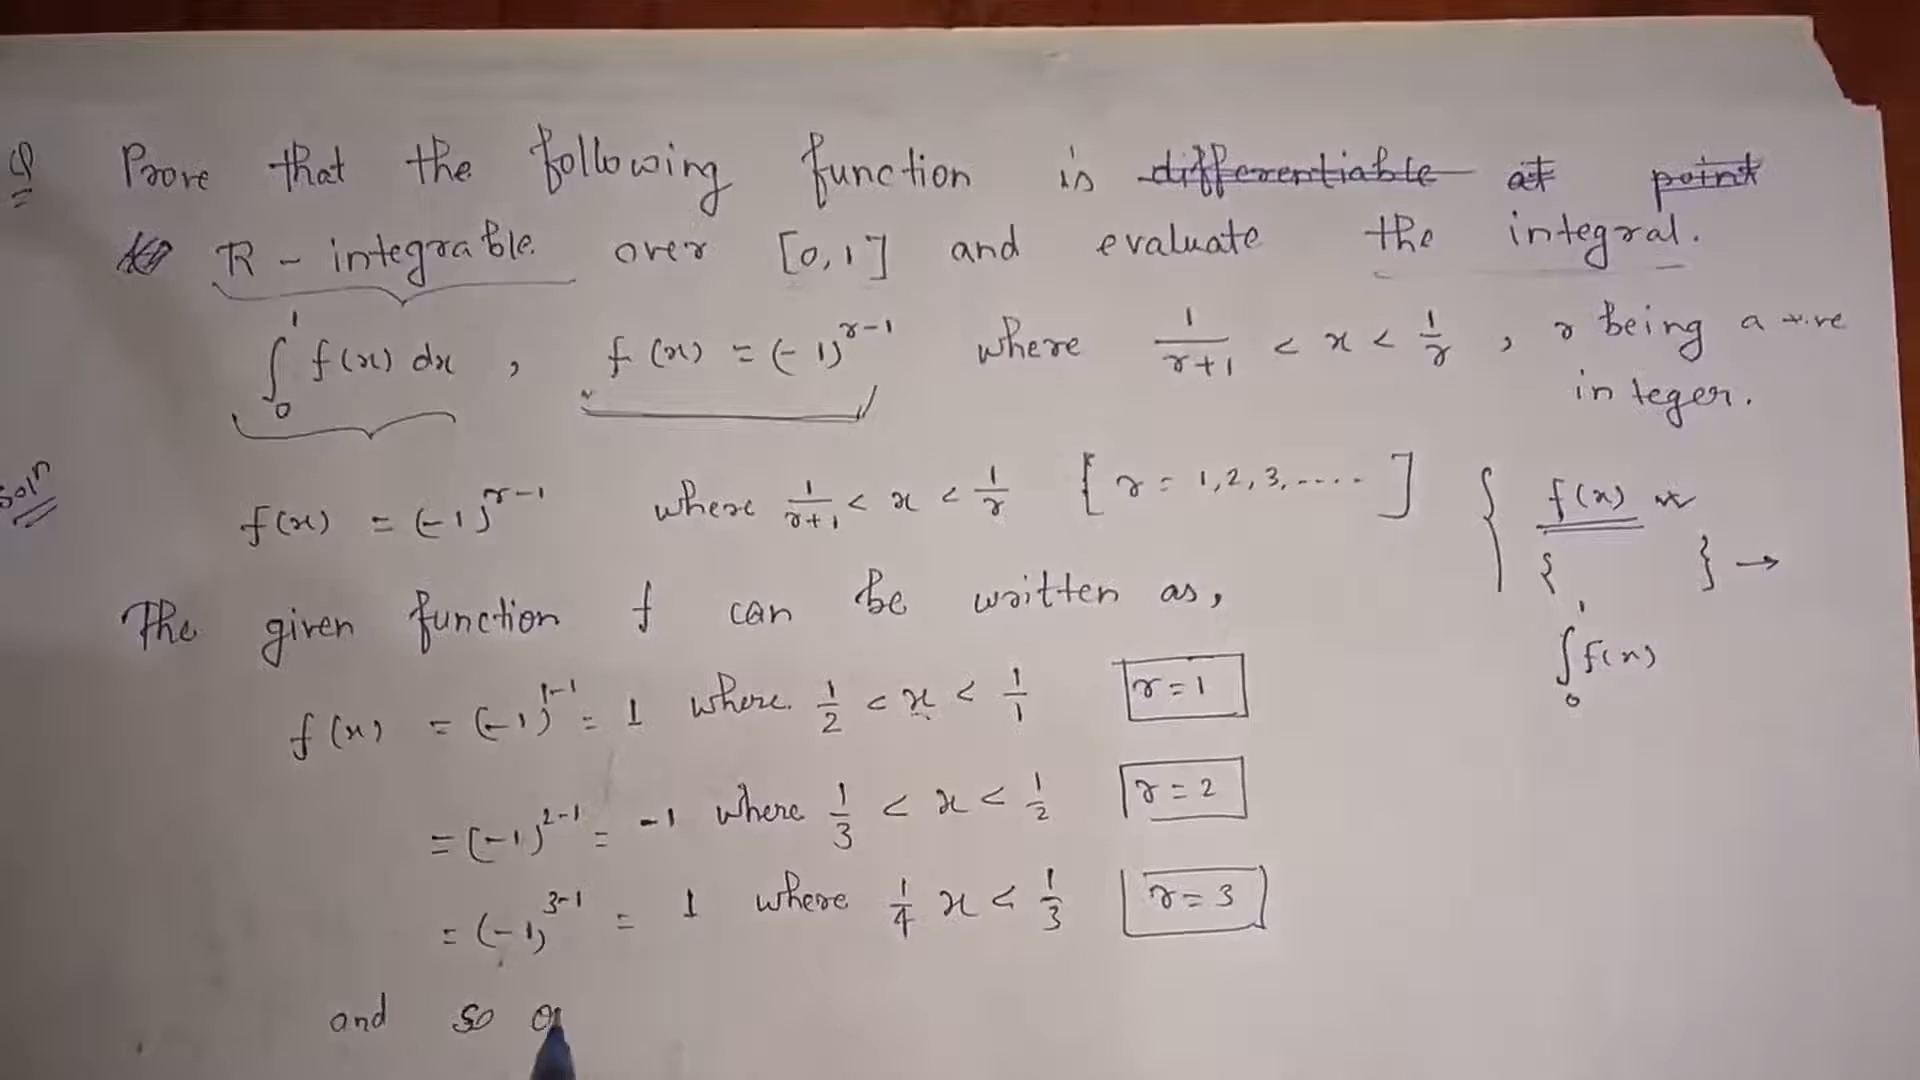 Q Prove that the following function is differentiable at point
R - integrable over [0,1] and evaluate the integral.
∫₀¹ f(x) dx , f(x) = (-1)^{r-1} where 1/(r+1) < x < 1/r , r being a +ive
integer.
Solⁿ f(x) = (-1)^{r-1} where 1/(r+1) < x < 1/r [r = 1,2,3,.....] { f(x)
{ } →
The given function f can be written as,
∫₀¹ f(x)
f(x) = (-1)^{1-1} = 1 where 1/2 < x < 1/1 r=1
= (-1)^{2-1} = -1 where 1/3 < x < 1/2 r=2
= (-1)^{3-1} = 1 where 1/4 x < 1/3 r=3
and so